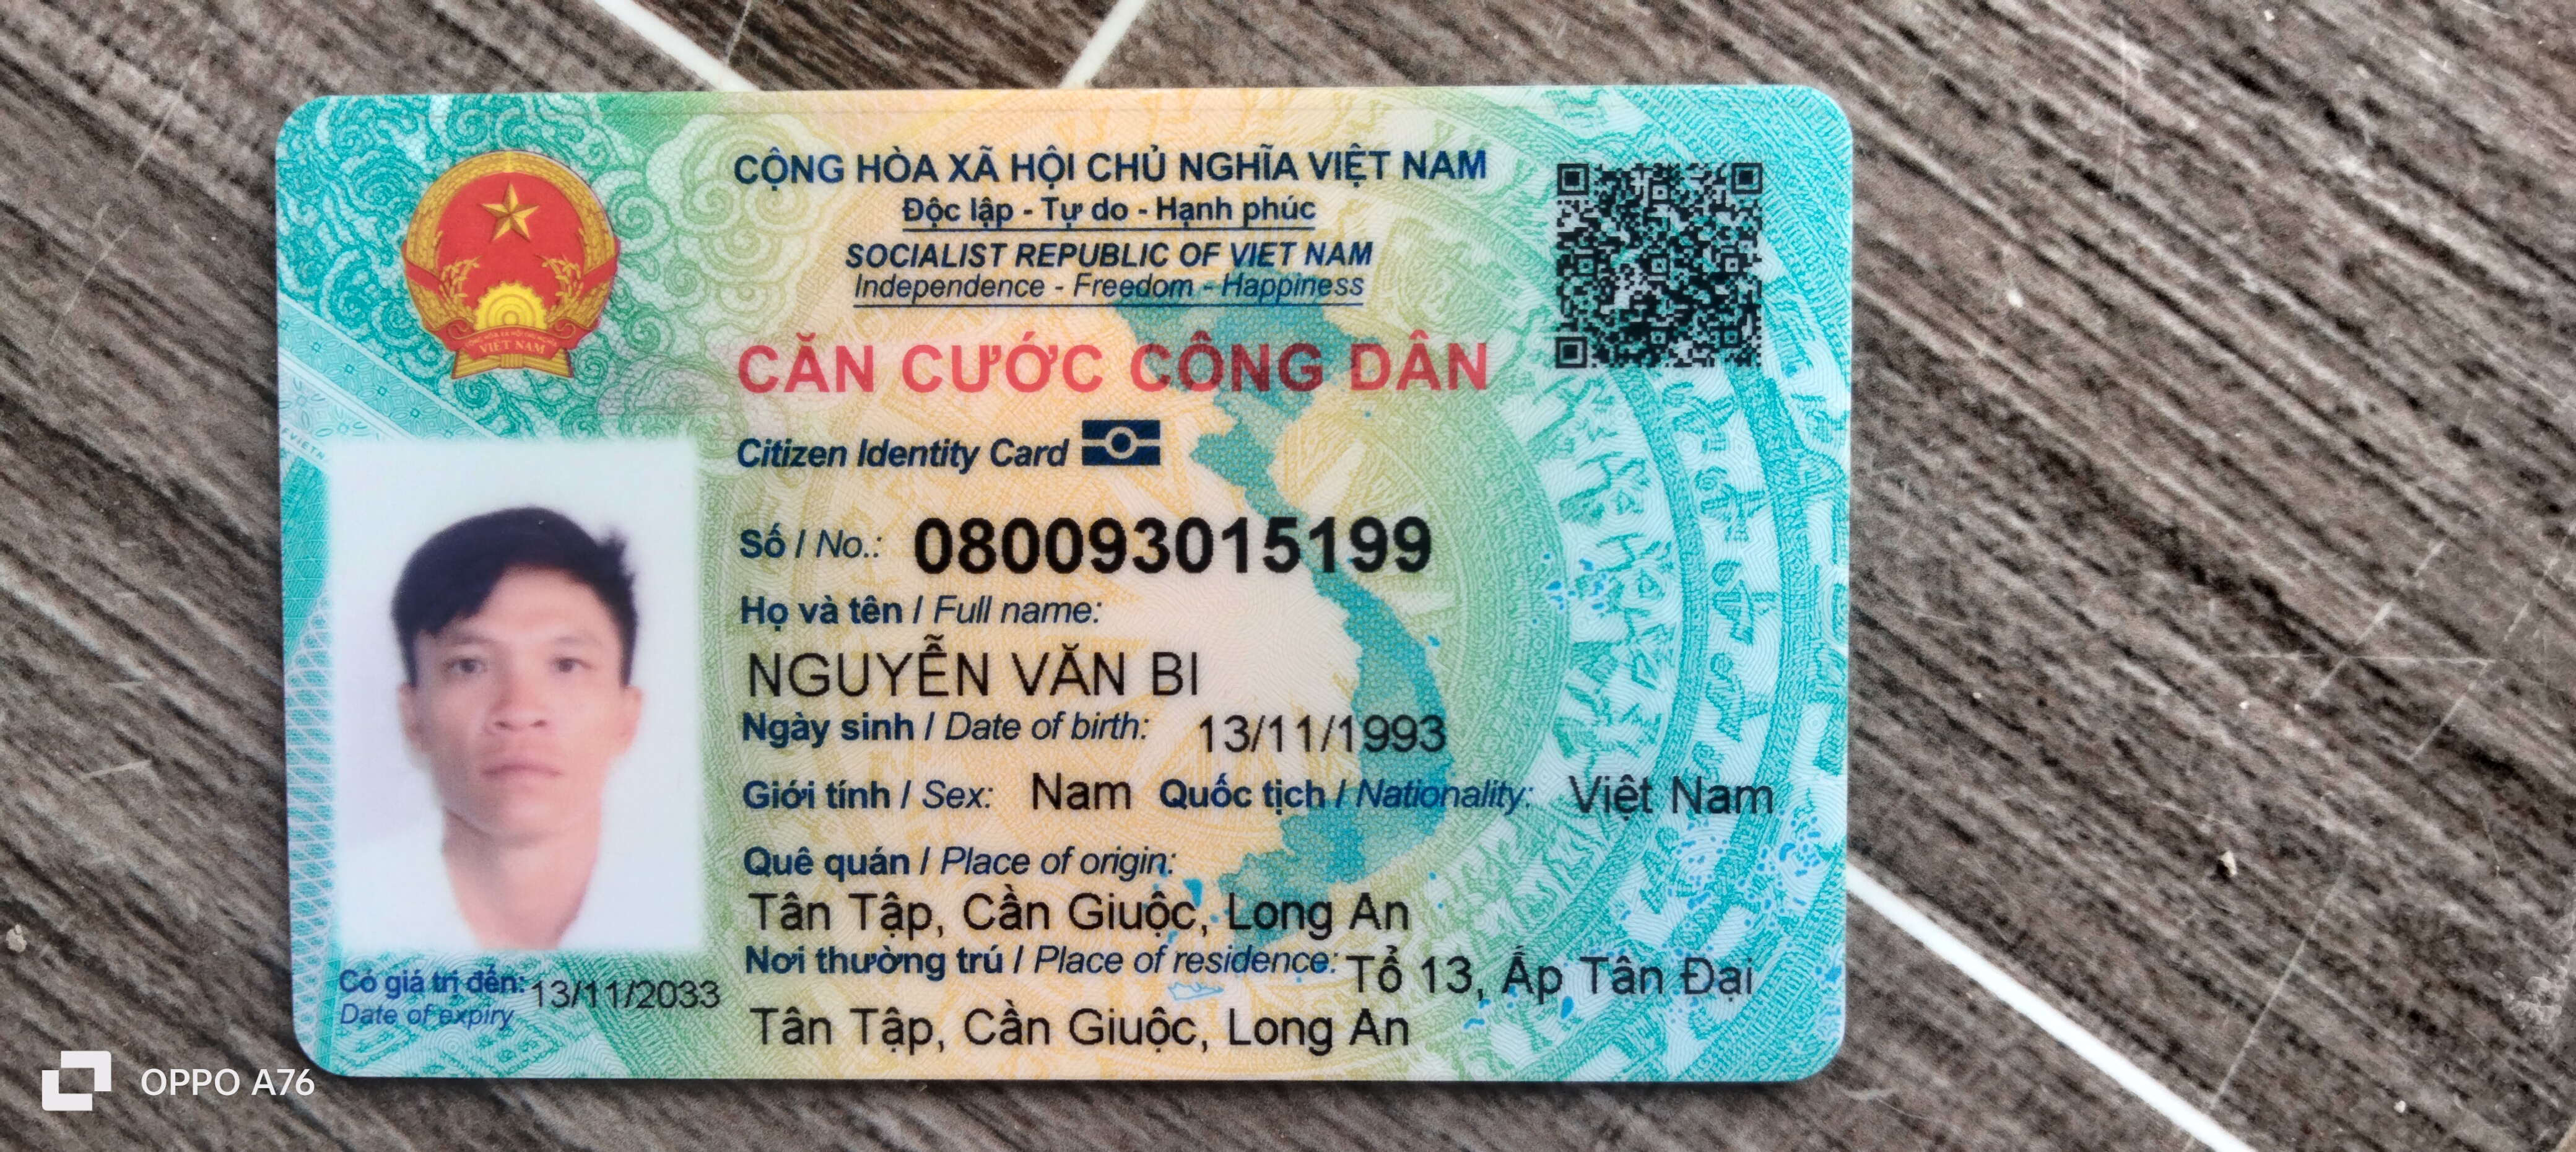 CỘNG HÒA XÃ HỘI CHỦ NGHĨA VIỆT NAM
Độc lập - Tự do - Hạnh phúc
SOCIALIST REPUBLIC OF VIET NAM
Independence - Freedom - Happiness
CĂN CƯỚC CÔNG DÂN
Citizen Identity Card
VIỆT NAM
Số / No.: 080093015199
Họ và tên / Full name:
NGUYỄN VĂN BI
Ngày sinh / Date of birth: 13/11/1993
Giới tính / Sex: Nam Quốc tịch / Nationality: Việt Nam
Quê quán / Place of origin:
Tân Tập, Cần Giuộc, Long An
Nơi thường trú / Place of residence: Tổ 13, Ấp Tân Đại
Tân Tập, Cần Giuộc, Long An
Có giá trị đến: 13/11/2033
Date of expiry
OPPO A76